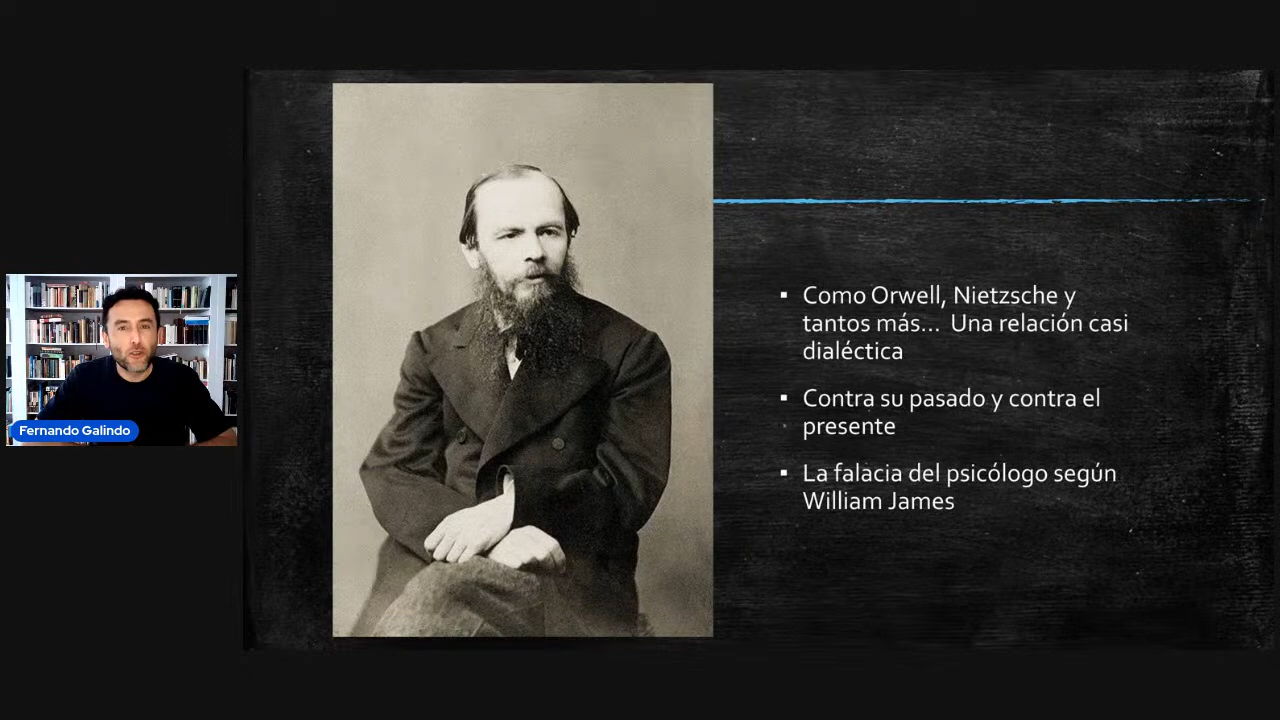 Fernando Galindo
▪ Como Orwell, Nietzsche y
tantos más... Una relación casi
dialéctica
▪ Contra su pasado y contra el
presente
▪ La falacia del psicólogo según
William James